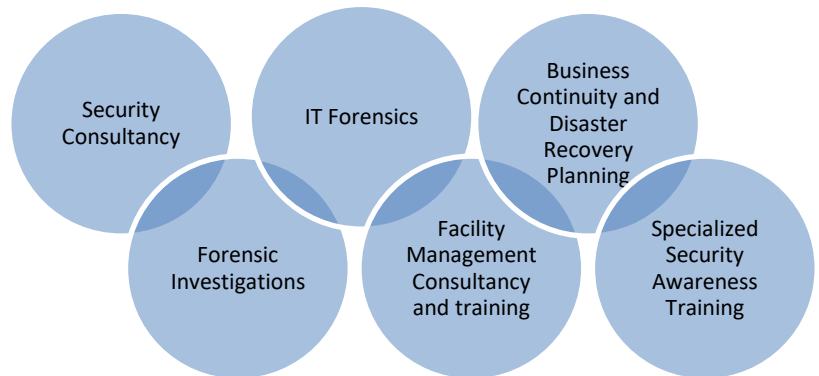 Security
Consultancy
IT Forensics
Business
Continuity and
Disaster
Recovery
Planning
Forensic
Investigations
Facility
Management
Consultancy
and training
Specialized
Security
Awareness
Training